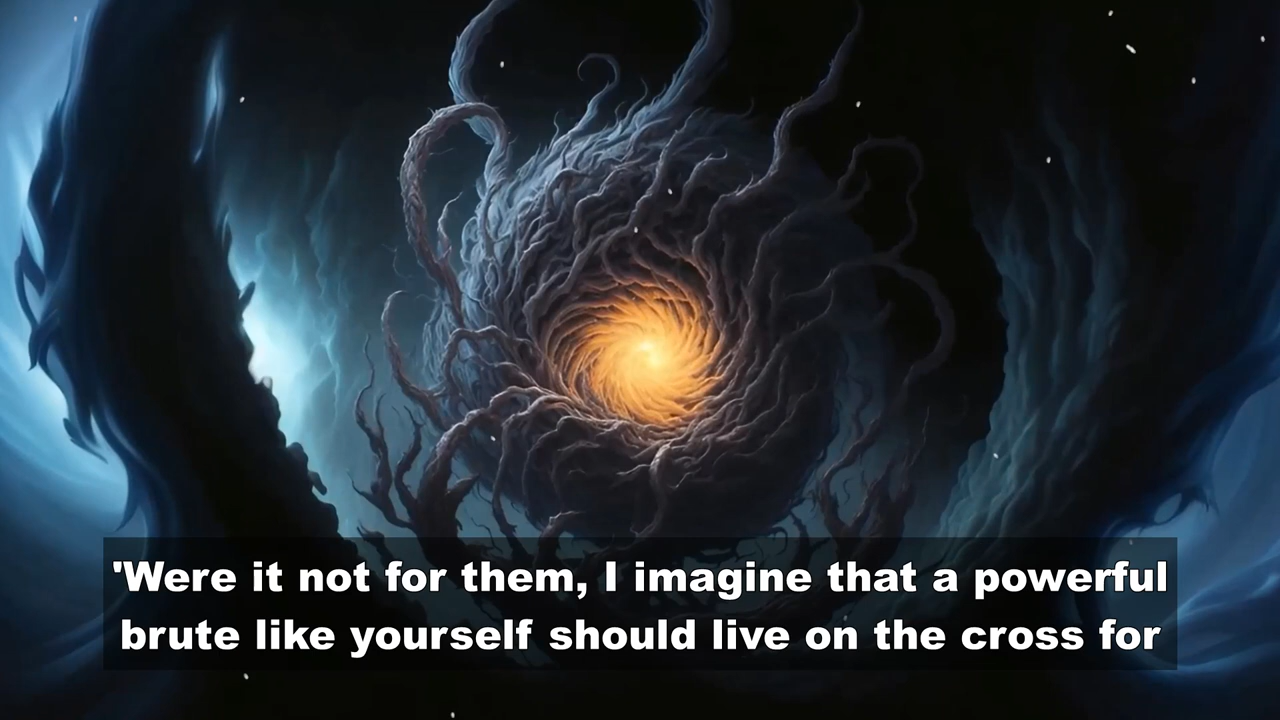 'Were it not for them, I imagine that a powerful
brute like yourself should live on the cross for